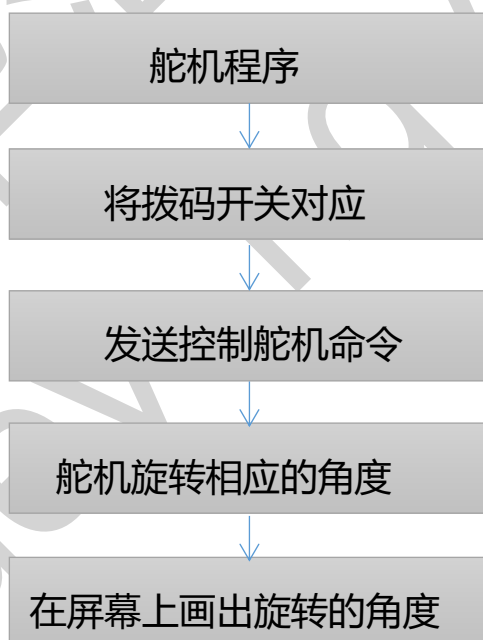 舵机程序
将拨码开关对应
发送控制舵机命令
舵机旋转相应的角度
在屏幕上画出旋转的角度